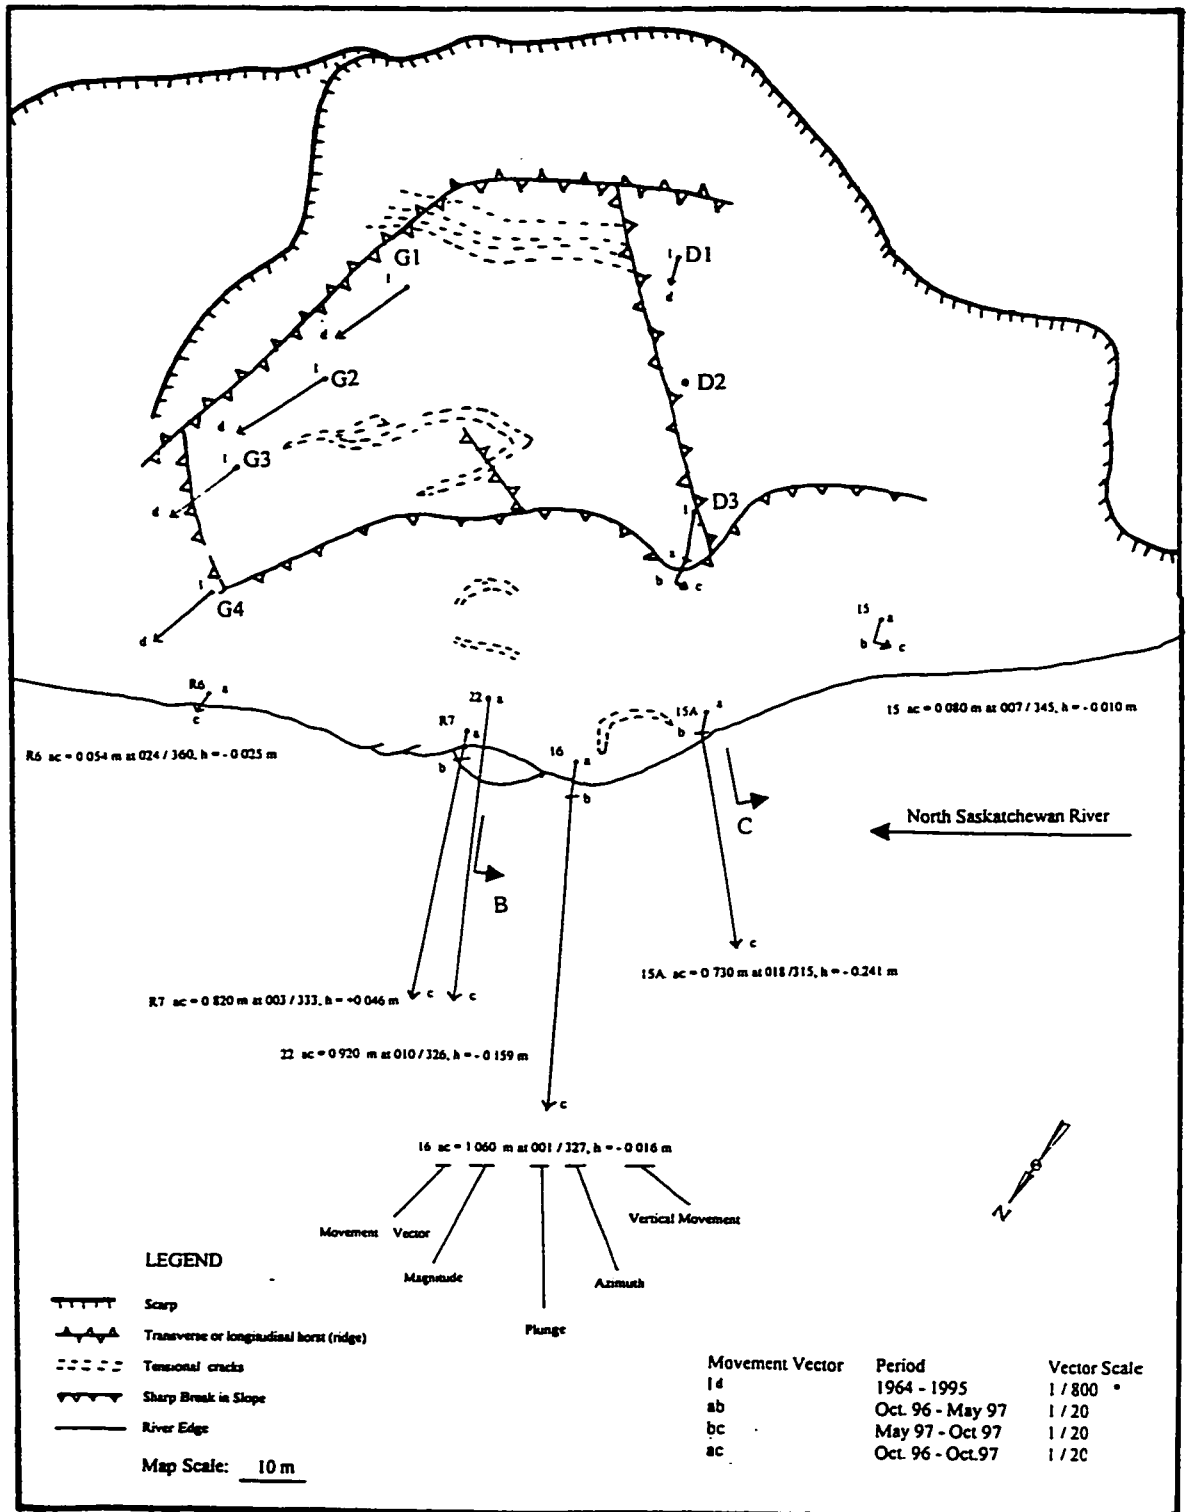 G1
1
d
1
D1
d
1
G2
d
D2
1
G3
d
D3
1
a
b
c
1
G4
d
15
a
b
c
R6
a
c
22
a
R7
b
16
a
b
15A
a
b
15 ac = 0 080 m at 007 / 345, h = - 0 010 m
R6 ac = 0 054 m at 024 / 360, h = - 0 025 m
C
North Saskatchewan River
B
c
15A. ac = 0 730 m at 018 /315, h = - 0.241 m
R7 ac = 0 820 m at 003 / 333, h = +0 046 m
c
c
22 ac = 0 920 m at 010 / 326, h = - 0 159 m
c
16 ac = 1 060 m at 001 / 327, h = - 0 016 m
Movement Vector
Magnitude
Plunge
Azimuth
Vertical Movement
N
LEGEND
Scarp
Transverse or longitudinal horst (ridge)
Tensional cracks
Sharp Break in Slope
River Edge
Map Scale: 10 m
Movement Vector Period Vector Scale
1d 1964 - 1995 1 / 800
ab Oct. 96 - May 97 1 / 20
bc May 97 - Oct 97 1 / 20
ac Oct. 96 - Oct.97 1 / 20